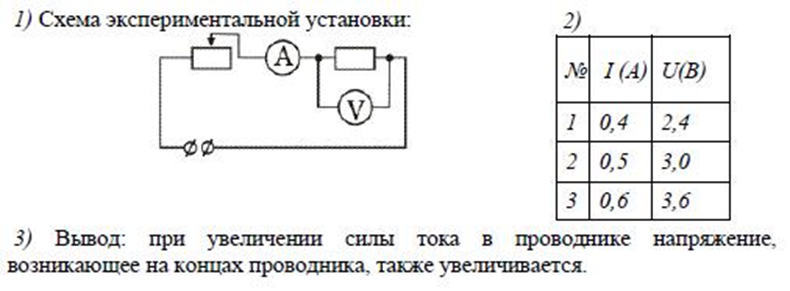 1) Схема экспериментальной установки:
A
V
2)
№ I (А) U(В)
1 0,4 2,4
2 0,5 3,0
3 0,6 3,6
3) Вывод: при увеличении силы тока в проводнике напряжение,
возникающее на концах проводника, также увеличивается.